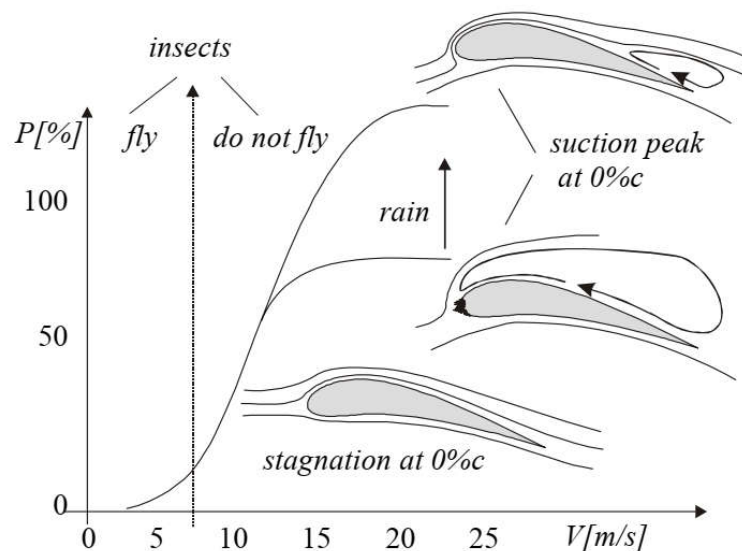 insects
P[%]
fly
do not fly
suction peak
at 0%c
100
rain
50
stagnation at 0%c
0
0 5 10 15 20 25 V[m/s]